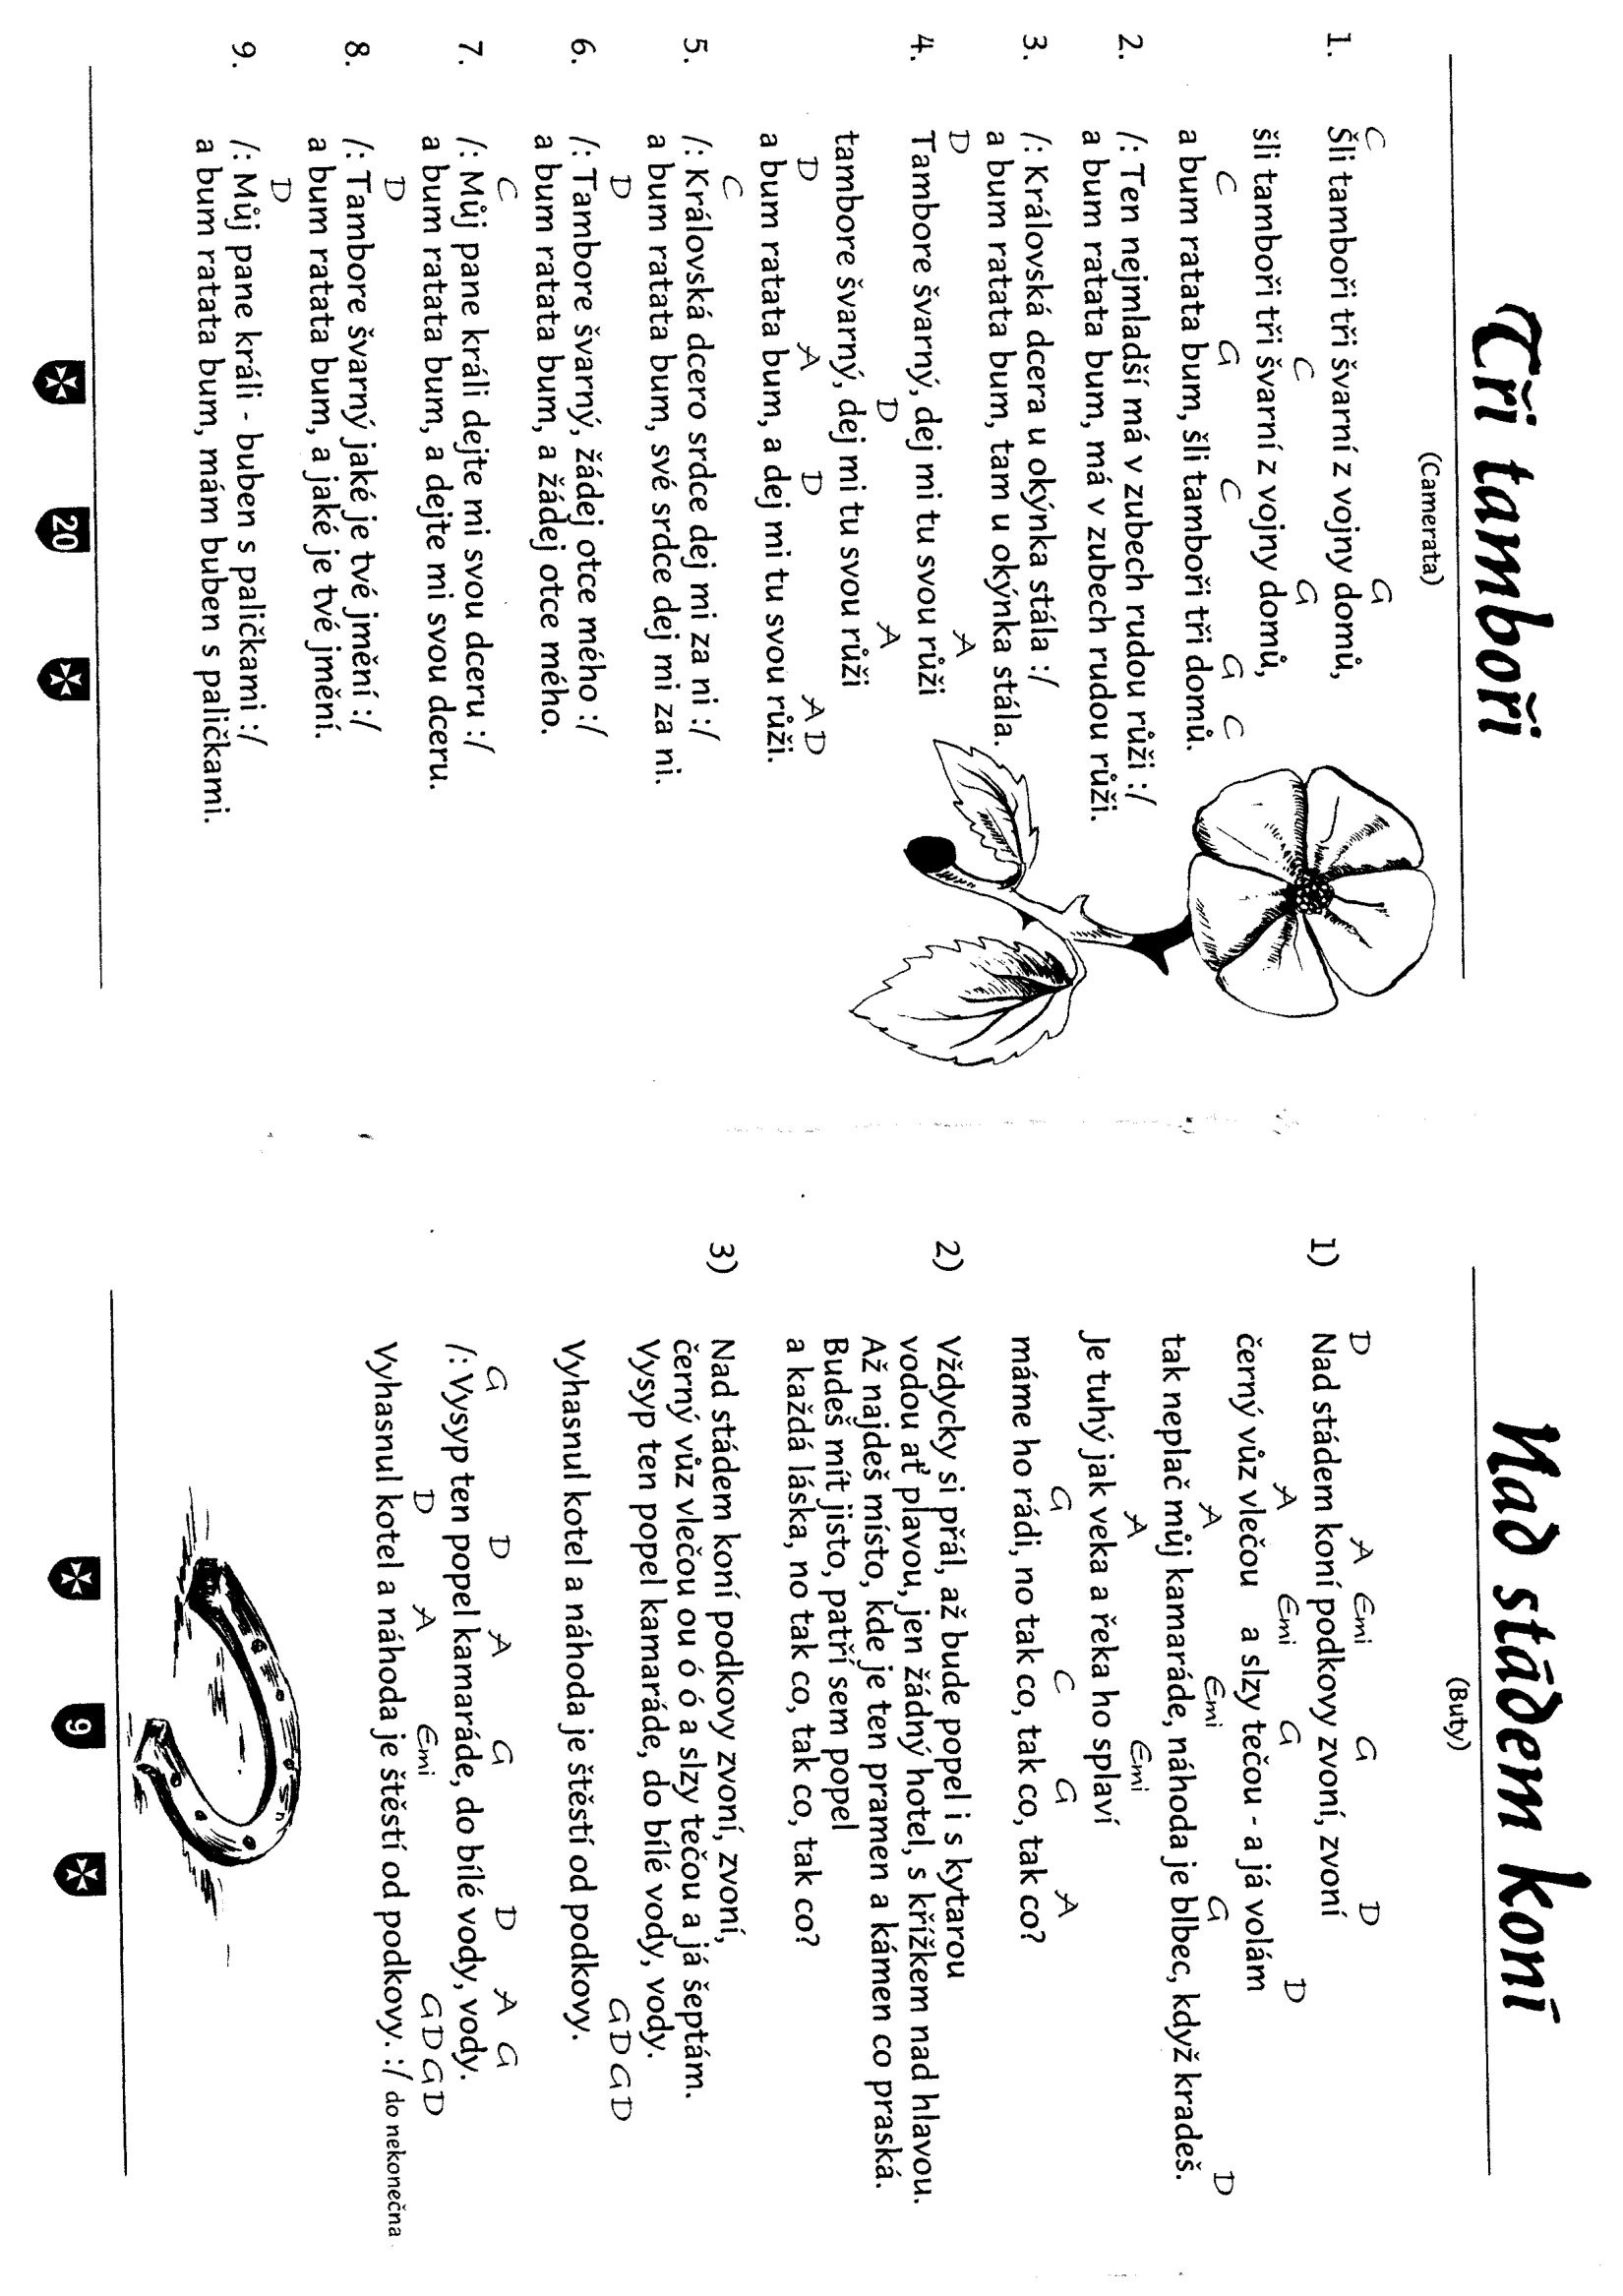 Tři tamboři
(Camerata)
C G
1. Šli tamboři tři švarní z vojny domů,
C G
šli tamboři tři švarní z vojny domů,
C G C G C
a bum ratata bum, šli tamboři tři domů.
2. /: Ten nejmladší má v zubech rudou růži :/
a bum ratata bum, má v zubech rudou růži.
3. /: Královská dcera u okýnka stála :/
a bum ratata bum, tam u okýnka stála.
D A
4. Tambore švarný, dej mi tu svou růži
D A
tambore švarný, dej mi tu svou růži
D A D A D
a bum ratata bum, a dej mi tu svou růži.
C
5. /: Královská dcero srdce dej mi za ni :/
a bum ratata bum, své srdce dej mi za ni.
D
6. /: Tambore švarný, žádej otce mého :/
a bum ratata bum, a žádej otce mého.
C
7. /: Můj pane králi dejte mi svou dceru :/
a bum ratata bum, a dejte mi svou dceru.
D
8. /: Tambore švarný jaké je tvé jmění :/
a bum ratata bum, a jaké je tvé jmění.
D
9. /: Můj pane králi - buben s paličkami :/
a bum ratata bum, mám buben s paličkami.
20
Nad stádem koní
(Buty)
D A Emi G D
1) Nad stádem koní podkovy zvoní, zvoní
A Emi G D
černý vůz vlečou a slzy tečou - a já volám
A Emi G D
tak neplač můj kamaráde, náhoda je blbec, když kradeš.
A Emi
Je tuhý jak veka a řeka ho splaví
G C G A
máme ho rádi, no tak co, tak co, tak co?
2) Vždycky si přál, až bude popel i s kytarou
vodou ať plavou, jen žádný hotel, s křížkem nad hlavou.
Až najdeš místo, kde je ten pramen a kámen co praská.
Budeš mít jisto, patří sem popel
a každá láska, no tak co, tak co, tak co?
3) Nad stádem koní podkovy zvoní, zvoní,
černý vůz vlečou ou ó ó a slzy tečou a já šeptám.
Vysyp ten popel kamaráde, do bílé vody, vody.
G D G D
Vyhasnul kotel a náhoda je štěstí od podkovy.
G D A G D A G
/: Vysyp ten popel kamaráde, do bílé vody, vody.
D A Emi G D G D
Vyhasnul kotel a náhoda je štěstí od podkovy. :/ do nekonečna
9